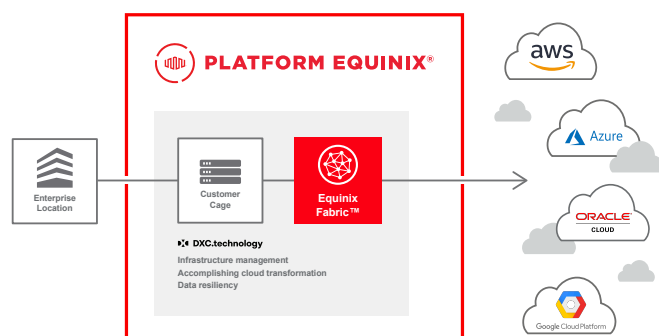 PLATFORM EQUINIX®
aws
Azure
ORACLE®
CLOUD
Google Cloud Platform
Enterprise
Location
Customer
Cage
Equinix
Fabric™
DXC.technology
Infrastructure management
Accomplishing cloud transformation
Data resiliency